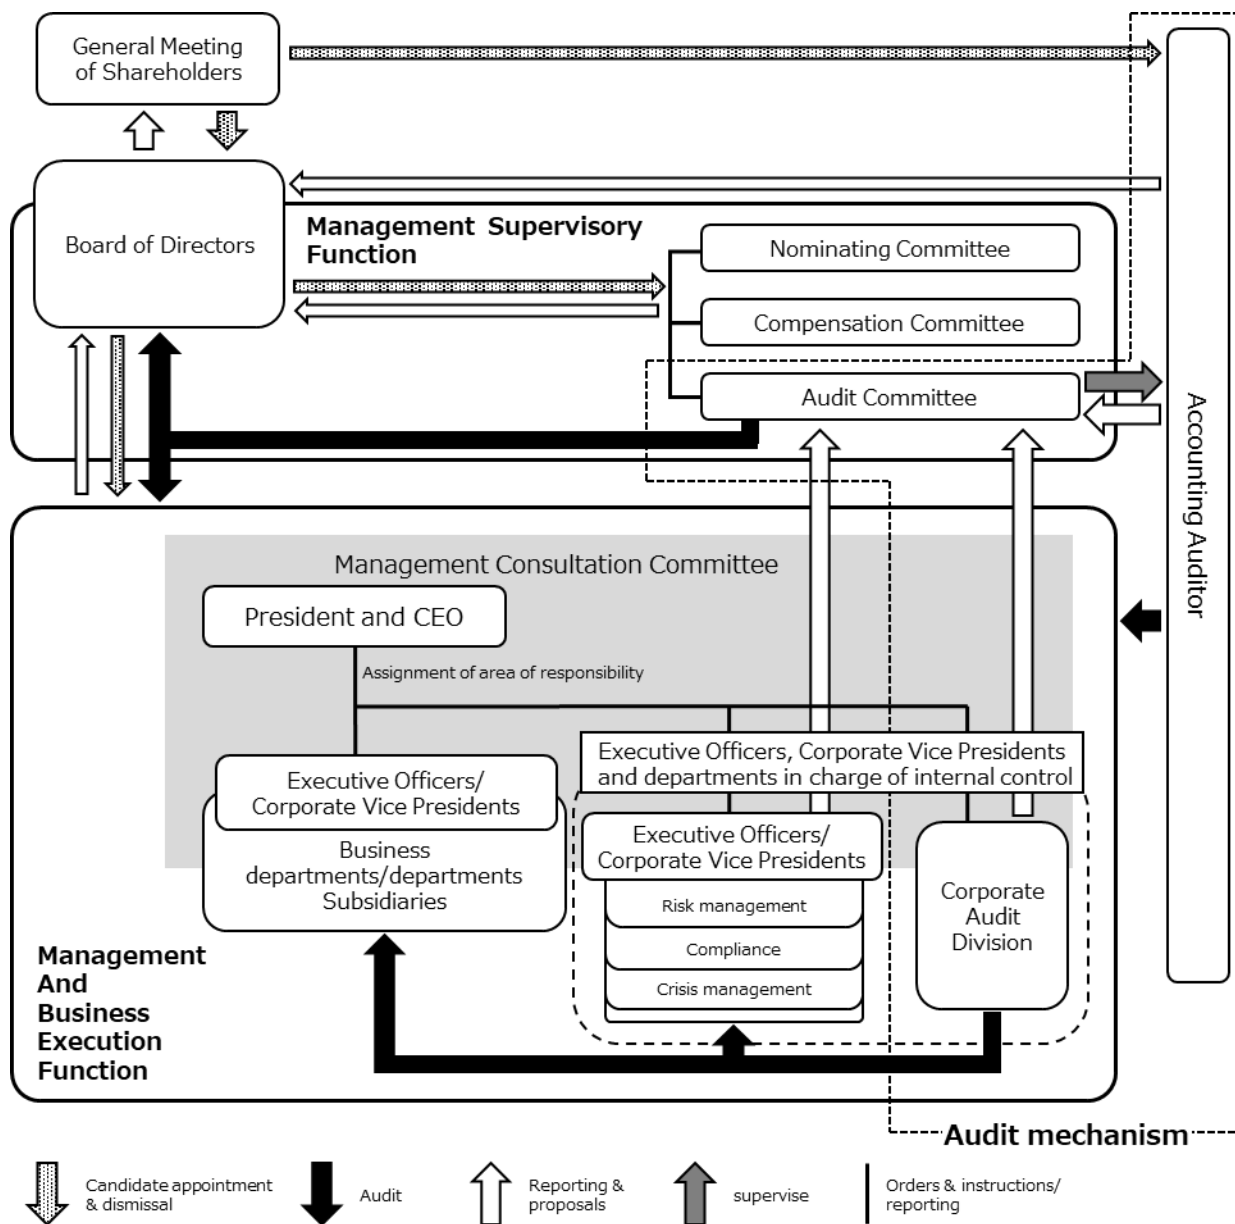 General Meeting
of Shareholders
Board of Directors
Management Supervisory
Function
Nominating Committee
Compensation Committee
Audit Committee
Accounting Auditor
Management Consultation Committee
President and CEO
Assignment of area of responsibility
Executive Officers, Corporate Vice Presidents
and departments in charge of internal control
Executive Officers/
Corporate Vice Presidents
Business
departments/departments
Subsidiaries
Executive Officers/
Corporate Vice Presidents
Risk management
Compliance
Crisis management
Corporate
Audit
Division
Management
And
Business
Execution
Function
Audit mechanism
Candidate appointment
& dismissal
Audit
Reporting &
proposals
supervise
Orders & instructions/
reporting